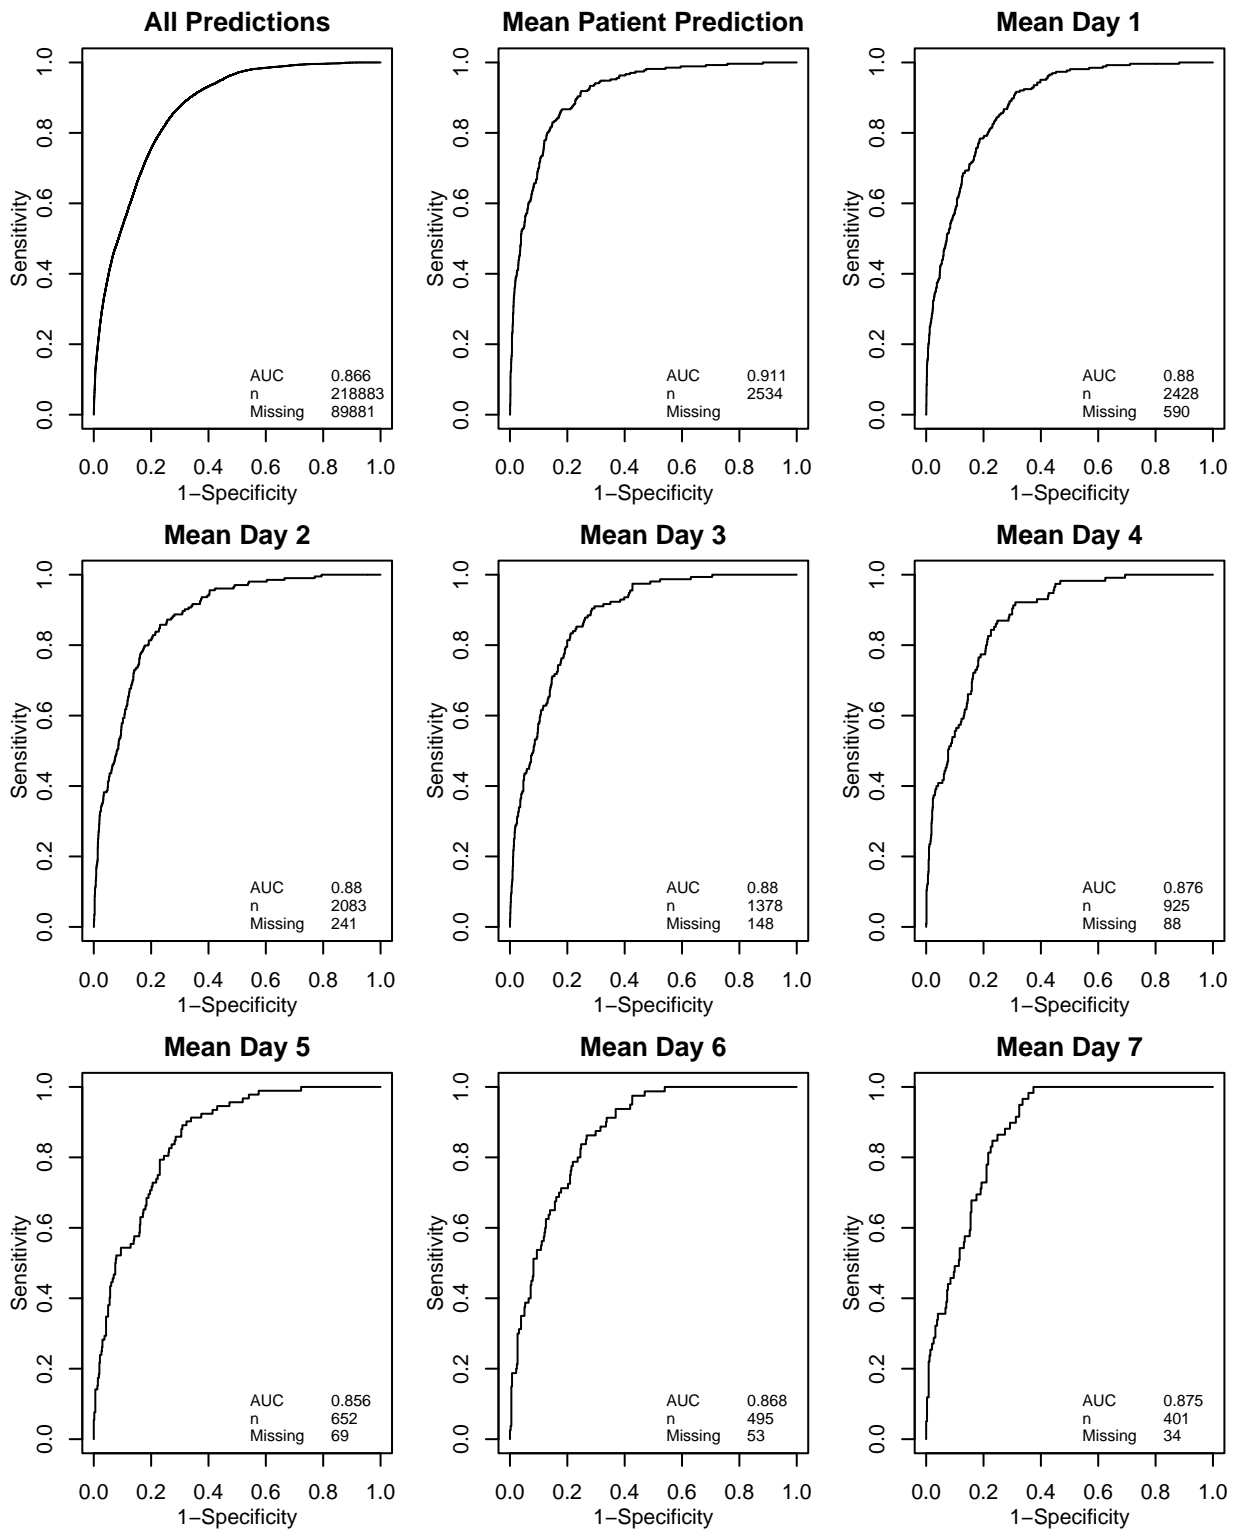 All Predictions
Sensitivity
1.0
0.8
0.6
0.4
0.2
0.0
AUC 0.866
n 218883
Missing 89881
0.0 0.2 0.4 0.6 0.8 1.0
1−Specificity
Mean Patient Prediction
Sensitivity
1.0
0.8
0.6
0.4
0.2
0.0
AUC 0.911
n 2534
Missing
0.0 0.2 0.4 0.6 0.8 1.0
1−Specificity
Mean Day 1
Sensitivity
1.0
0.8
0.6
0.4
0.2
0.0
AUC 0.88
n 2428
Missing 590
0.0 0.2 0.4 0.6 0.8 1.0
1−Specificity
Mean Day 2
Sensitivity
1.0
0.8
0.6
0.4
0.2
0.0
AUC 0.88
n 2083
Missing 241
0.0 0.2 0.4 0.6 0.8 1.0
1−Specificity
Mean Day 3
Sensitivity
1.0
0.8
0.6
0.4
0.2
0.0
AUC 0.88
n 1378
Missing 148
0.0 0.2 0.4 0.6 0.8 1.0
1−Specificity
Mean Day 4
Sensitivity
1.0
0.8
0.6
0.4
0.2
0.0
AUC 0.876
n 925
Missing 88
0.0 0.2 0.4 0.6 0.8 1.0
1−Specificity
Mean Day 5
Sensitivity
1.0
0.8
0.6
0.4
0.2
0.0
AUC 0.856
n 652
Missing 69
0.0 0.2 0.4 0.6 0.8 1.0
1−Specificity
Mean Day 6
Sensitivity
1.0
0.8
0.6
0.4
0.2
0.0
AUC 0.868
n 495
Missing 53
0.0 0.2 0.4 0.6 0.8 1.0
1−Specificity
Mean Day 7
Sensitivity
1.0
0.8
0.6
0.4
0.2
0.0
AUC 0.875
n 401
Missing 34
0.0 0.2 0.4 0.6 0.8 1.0
1−Specificity